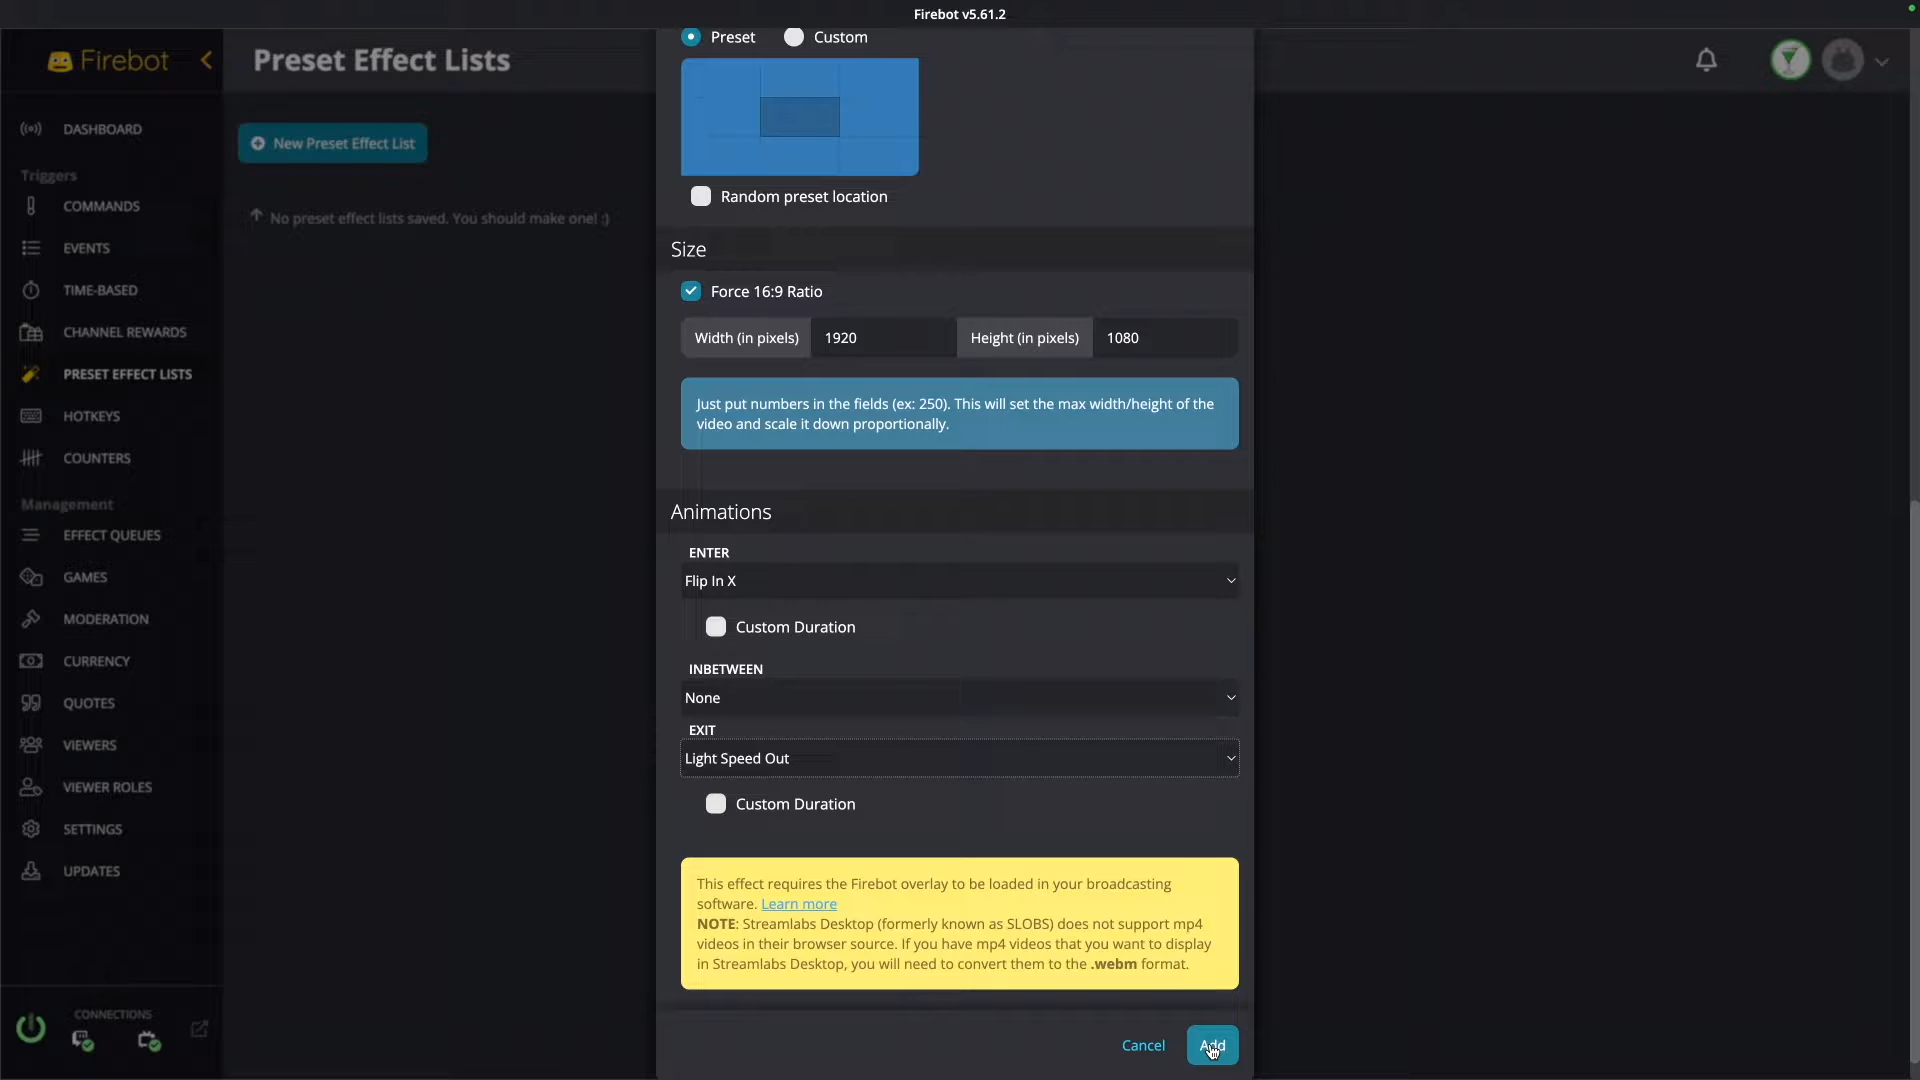 Firebot v5.61.2
Firebot
Preset Effect Lists
DASHBOARD
Triggers
COMMANDS
EVENTS
TIME-BASED
CHANNEL REWARDS
PRESET EFFECT LISTS
HOTKEYS
COUNTERS
Management
EFFECT QUEUES
GAMES
MODERATION
CURRENCY
QUOTES
VIEWERS
VIEWER ROLES
SETTINGS
UPDATES
CONNECTIONS
New Preset Effect List
No preset effect lists saved. You should make one! :)
Preset Custom
Random preset location
Size
Force 16:9 Ratio
Width (in pixels) 1920 Height (in pixels) 1080
Just put numbers in the fields (ex: 250). This will set the max width/height of the
video and scale it down proportionally.
Animations
ENTER
Flip In X
Custom Duration
INBETWEEN
None
EXIT
Light Speed Out
Custom Duration
This effect requires the Firebot overlay to be loaded in your broadcasting
software. Learn more
NOTE: Streamlabs Desktop (formerly known as SLOBS) does not support mp4
videos in their browser source. If you have mp4 videos that you want to display
in Streamlabs Desktop, you will need to convert them to the .webm format.
Cancel Add